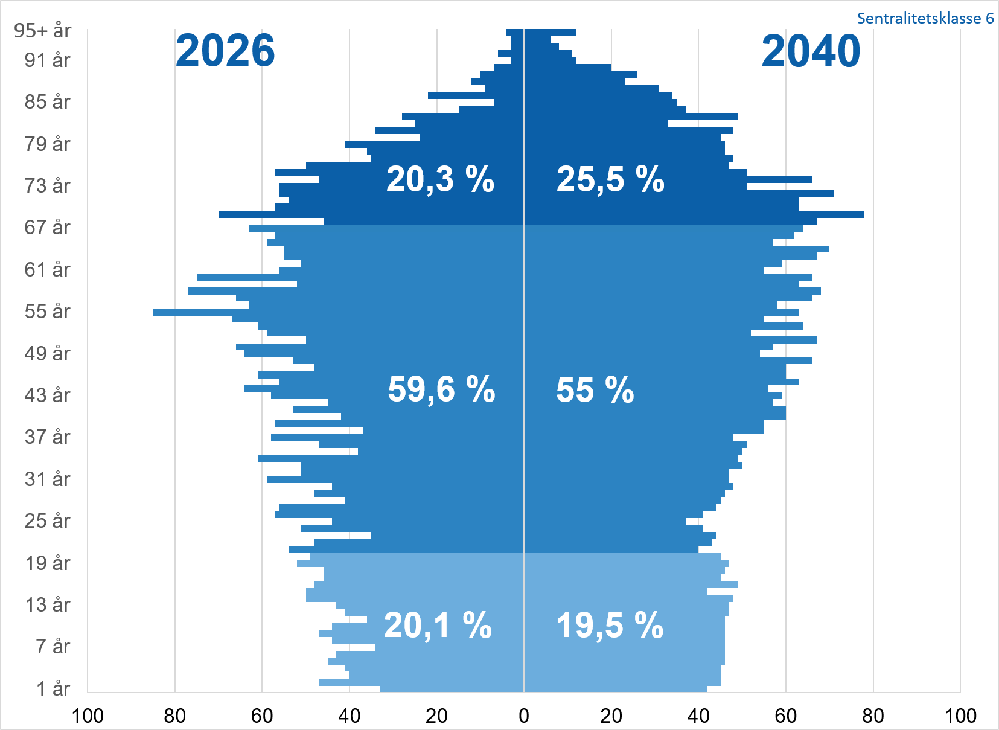 Sentralitetsklasse 6
2026
2040
95+ år
91 år
85 år
79 år
73 år
67 år
61 år
55 år
49 år
43 år
37 år
31 år
25 år
19 år
13 år
7 år
1 år
20,3 %
25,5 %
59,6 %
55 %
20,1 %
19,5 %
100 80 60 40 20 0 20 40 60 80 100